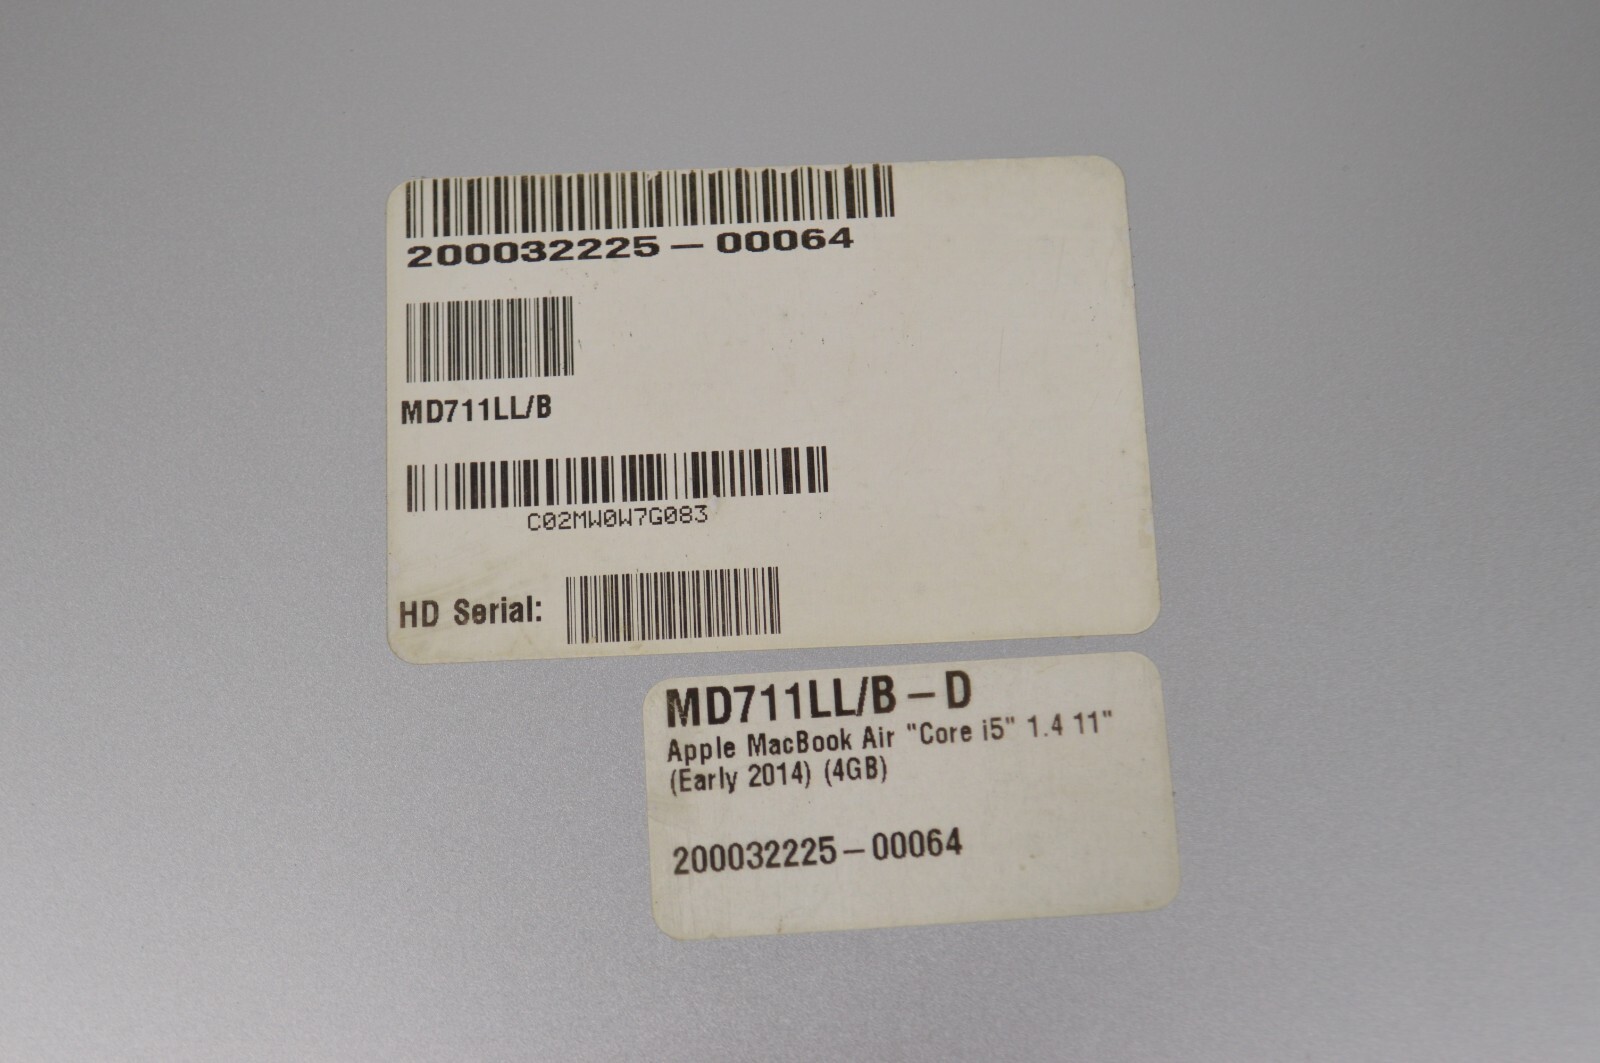 200032225-00064
MD711LL/B
C02MW0W7G083
HD Serial:
MD711LL/B-D
Apple MacBook Air "Core i5" 1.4 11"
(Early 2014) (4GB)
200032225-00064